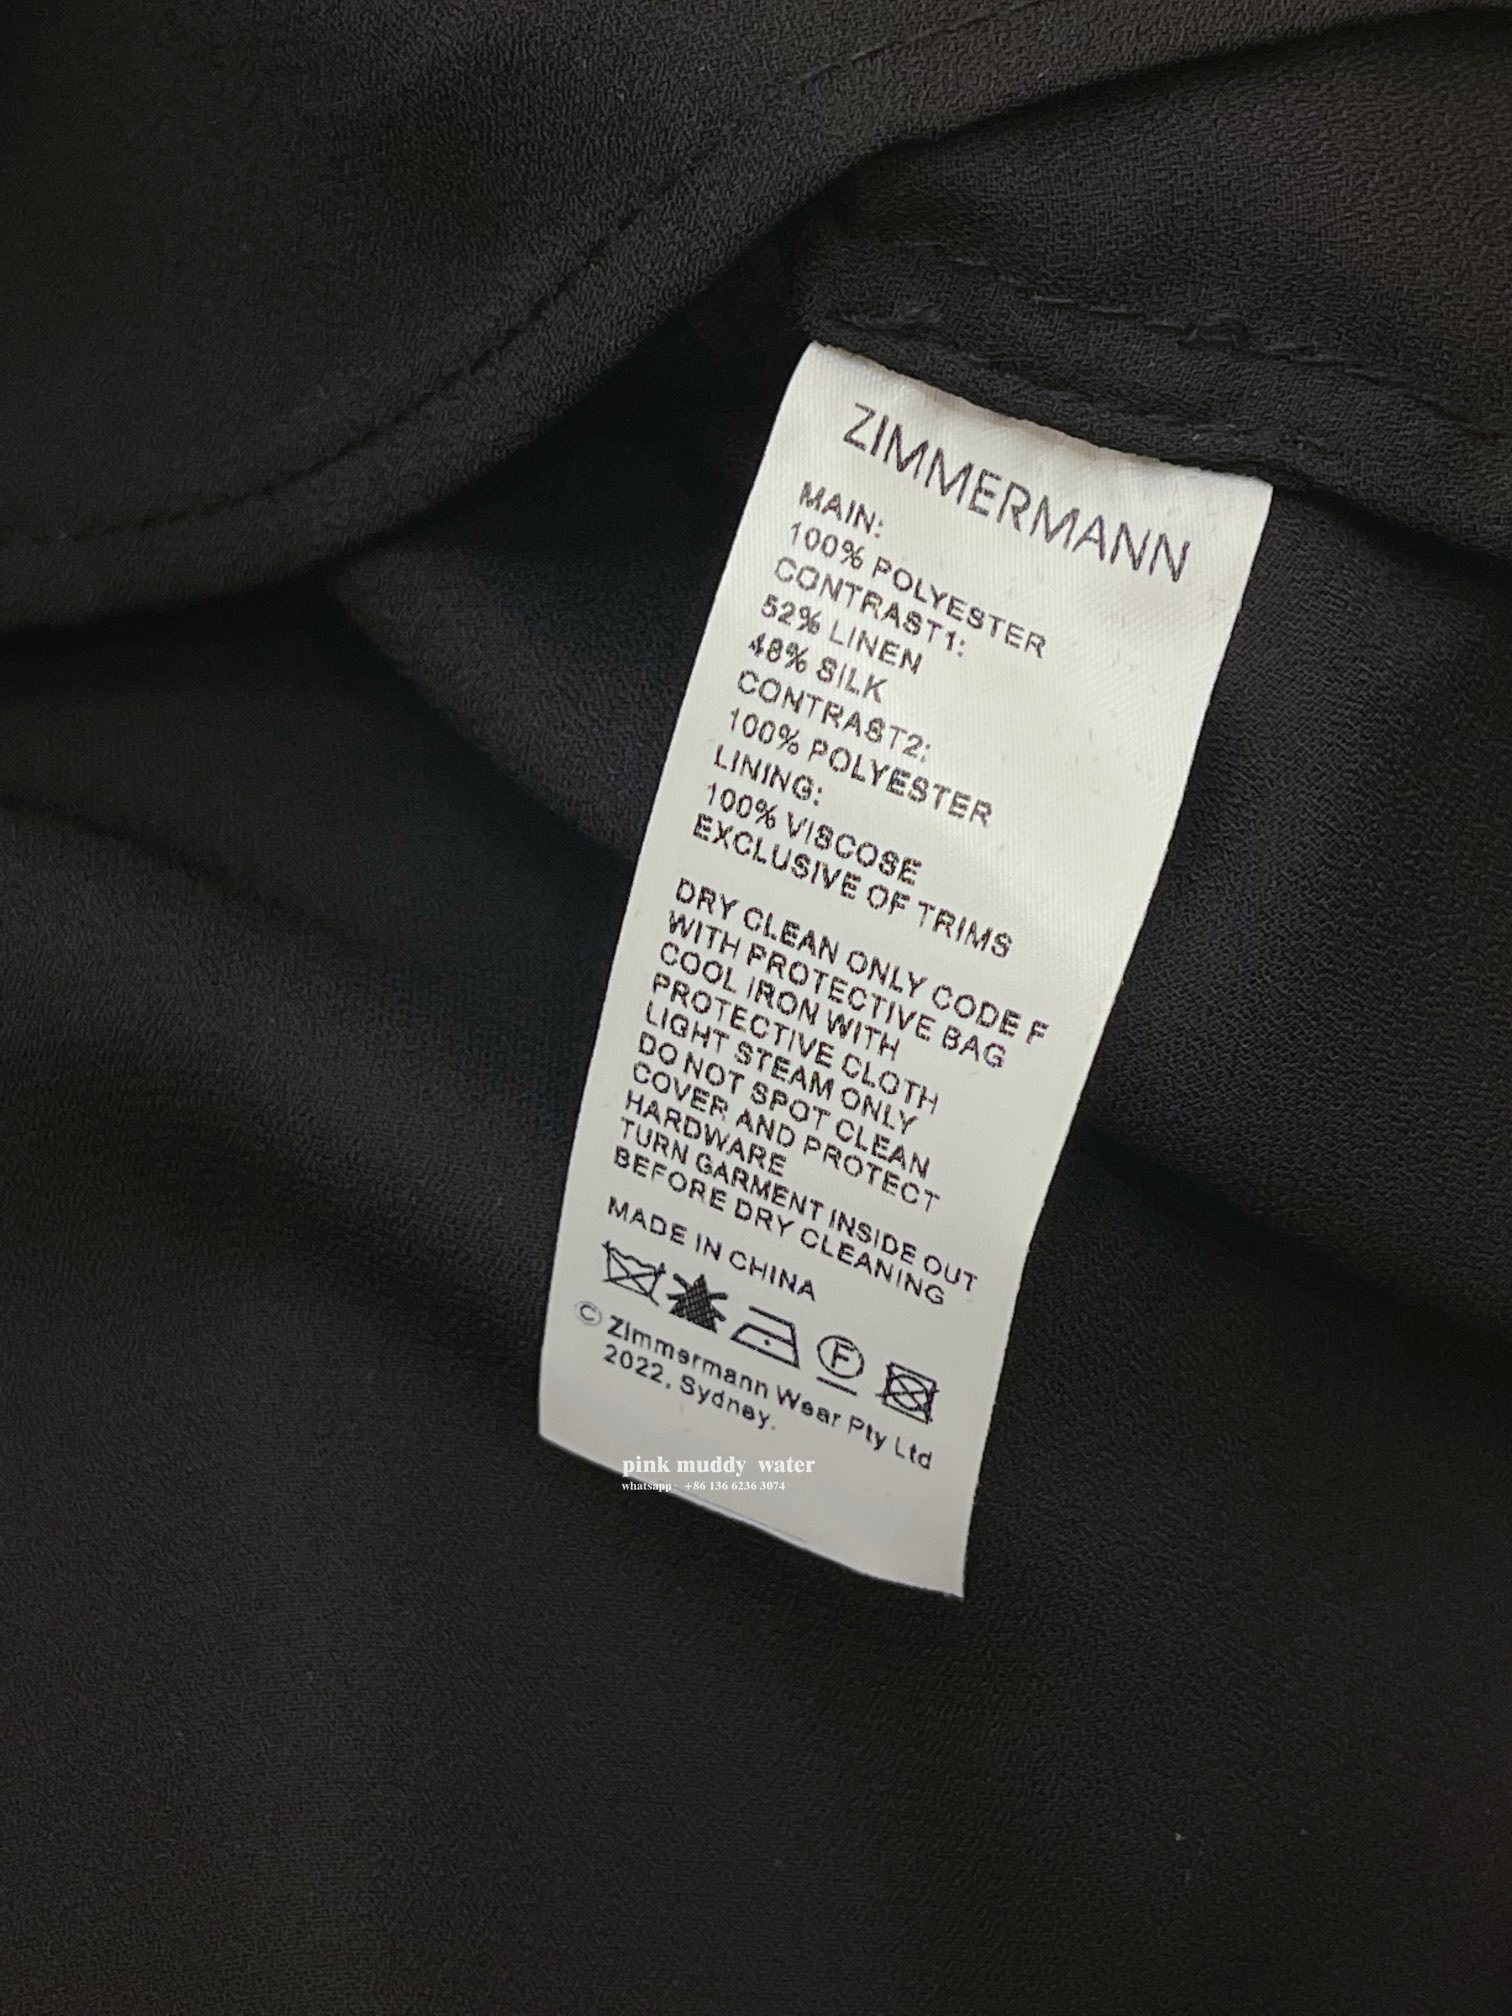 ZIMMERMANN
MAIN:
100% POLYESTER
CONTRAST1:
52% LINEN
48% SILK
CONTRAST2:
100% POLYESTER
LINING:
100% VISCOSE
EXCLUSIVE OF TRIMS
DRY CLEAN ONLY CODE F
WITH PROTECTIVE BAG
COOL IRON WITH
PROTECTIVE CLOTH
LIGHT STEAM ONLY
DO NOT SPOT CLEAN
COVER AND PROTECT
HARDWARE
TURN GARMENT INSIDE OUT
BEFORE DRY CLEANING
MADE IN CHINA
F
© Zimmermann Wear Pty Ltd
2022. Sydney.
pink muddy water
whatsapp +86 136 6236 3074